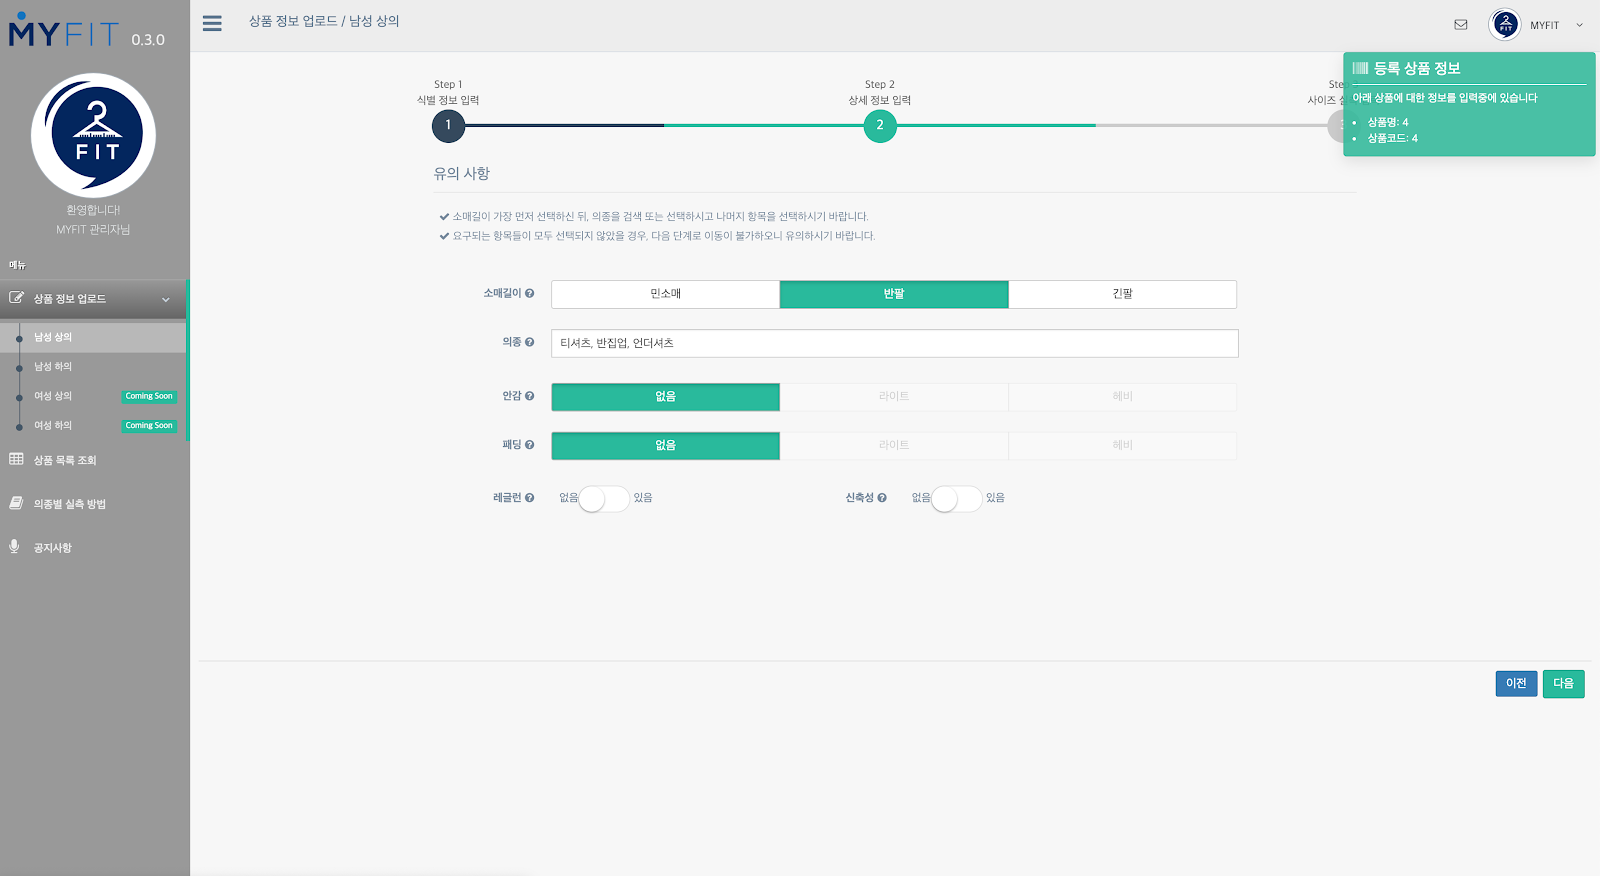 MYFIT 0.3.0
FIT
환영합니다!
MYFIT 관리자님
메뉴
상품 정보 업로드
남성 상의
남성 하의
여성 상의 Coming Soon
여성 하의 Coming Soon
상품 목록 조회
의종별 실측 방법
공지사항
상품 정보 업로드 / 남성 상의
FIT
MYFIT
등록 상품 정보
아래 상품에 대한 정보를 입력중에 있습니다
상품명: 4
상품코드: 4
Step 1
식별 정보 입력
1
Step 2
상세 정보 입력
2
Step
사이즈
유의 사항
소매길이 가장 먼저 선택하신 뒤, 의종을 검색 또는 선택하시고 나머지 항목을 선택하시기 바랍니다.
요구되는 항목들이 모두 선택되지 않았을 경우, 다음 단계로 이동이 불가하오니 유의하시기 바랍니다.
소매길이 민소매 반팔 긴팔
의종 티셔츠, 반집업, 언더셔츠
안감 없음 라이트 헤비
패딩 없음 라이트 헤비
레글런 없음 있음 신축성 없음 있음
이전 다음